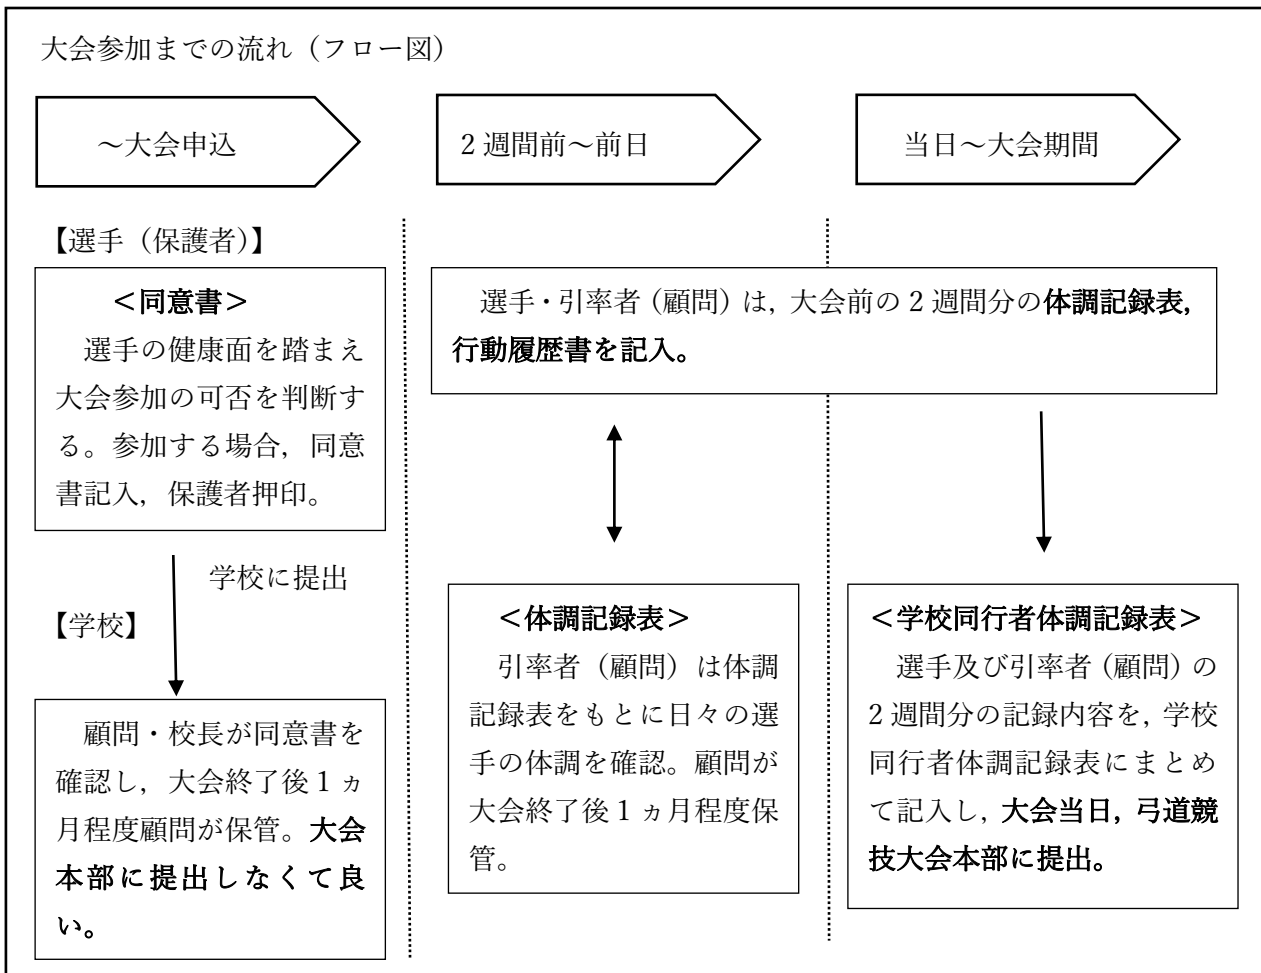 大会参加までの流れ（フロー図）
～大会申込
2週間前～前日
当日～大会期間
【選手（保護者）】
＜同意書＞
選手の健康面を踏まえ
大会参加の可否を判断す
る。参加する場合，同意
書記入，保護者押印。
選手・引率者（顧問）は，大会前の2週間分の体調記録表，
行動履歴書を記入。
学校に提出
【学校】
顧問・校長が同意書を
確認し，大会終了後1ヵ
月程度顧問が保管。大会
本部に提出しなくて良
い。
＜体調記録表＞
引率者（顧問）は体調
記録表をもとに日々の選
手の体調を確認。顧問が
大会終了後1ヵ月程度保
管。
＜学校同行者体調記録表＞
選手及び引率者（顧問）の
2週間分の記録内容を，学校
同行者体調記録表にまとめ
て記入し，大会当日，弓道競
技大会本部に提出。